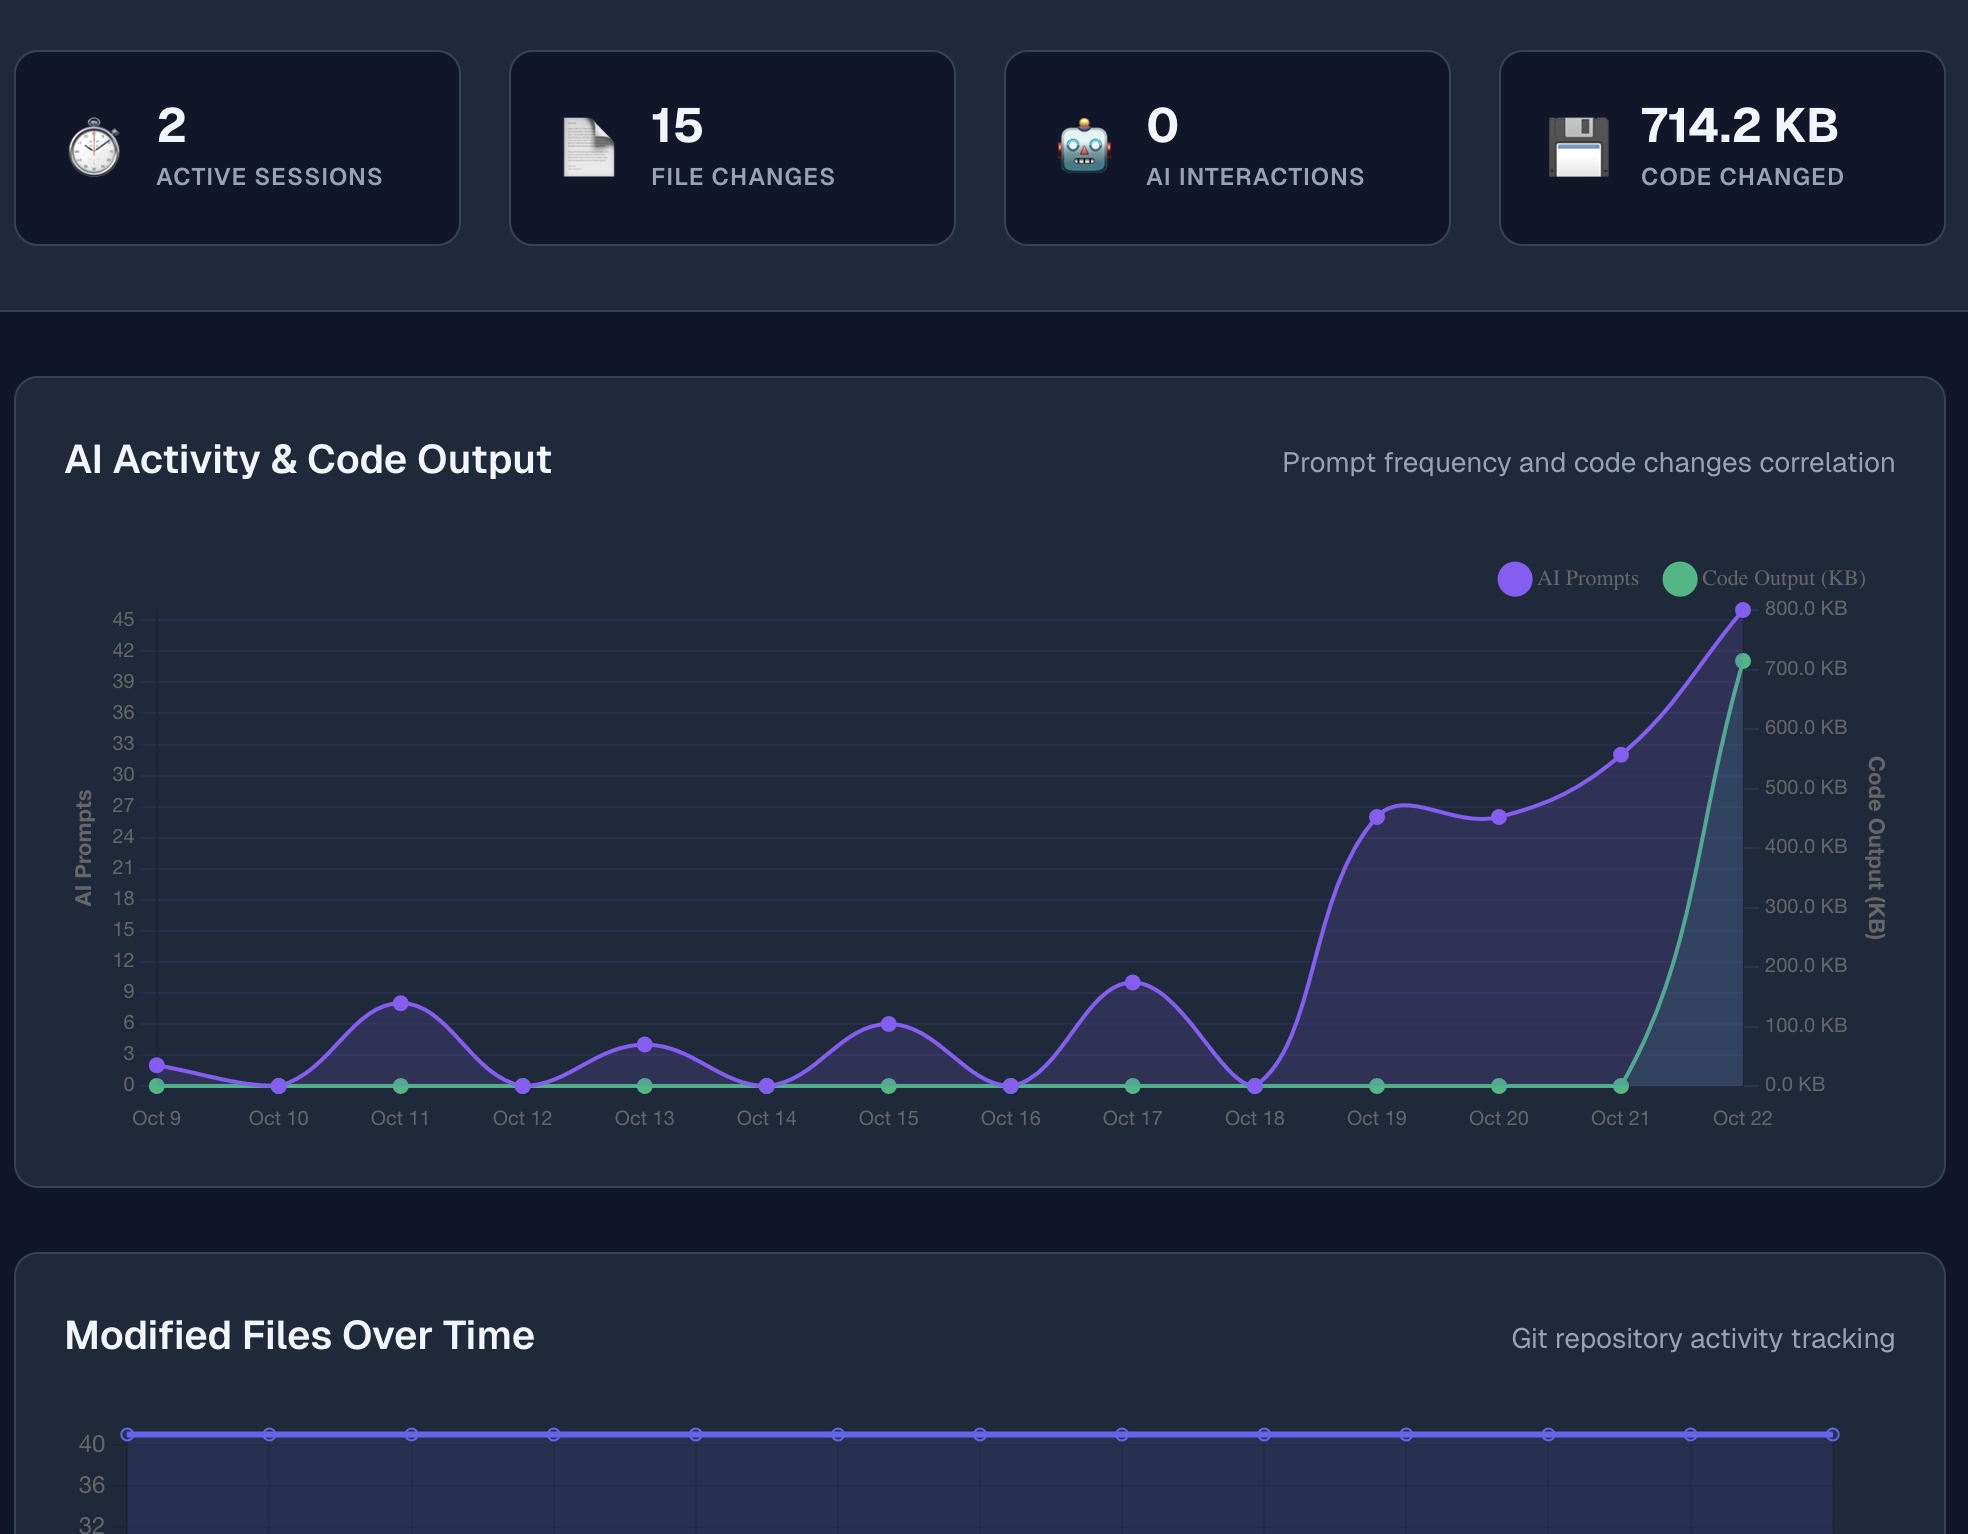 2
ACTIVE SESSIONS
15
FILE CHANGES
0
AI INTERACTIONS
714.2 KB
CODE CHANGED
AI Activity & Code Output
Prompt frequency and code changes correlation
AI Prompts
Code Output (KB)
45
42
39
36
33
30
27
24
21
18
15
12
9
6
3
0
AI Prompts
800.0 KB
700.0 KB
600.0 KB
500.0 KB
400.0 KB
300.0 KB
200.0 KB
100.0 KB
0.0 KB
Code Output (KB)
Oct 9 Oct 10 Oct 11 Oct 12 Oct 13 Oct 14 Oct 15 Oct 16 Oct 17 Oct 18 Oct 19 Oct 20 Oct 21 Oct 22
Modified Files Over Time
Git repository activity tracking
40
36
32